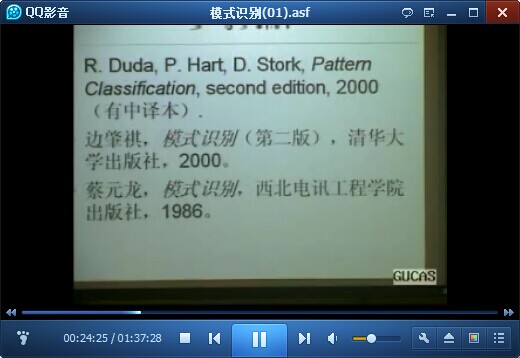 QQ影音
模式识别(01).asf
R. Duda, P. Hart, D. Stork, Pattern
Classification, second edition, 2000
（有中译本）.
边肇祺，模式识别（第二版），清华大
学出版社，2000。
蔡元龙，模式识别，西北电讯工程学院
出版社，1986。
GUCAS
00:24:25 / 01:37:28